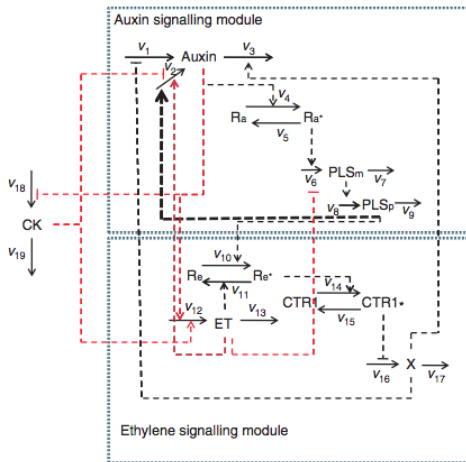 Auxin signalling module
v1
Auxin
v3
v2
v4
Ra
Ra*
v5
v6
PLSm
v7
v8
PLSp
v9
v18
CK
v19
v10
Re
Re*
v11
v14
CTR1
CTR1*
v15
v12
ET
v13
v16
X
v17
Ethylene signalling module